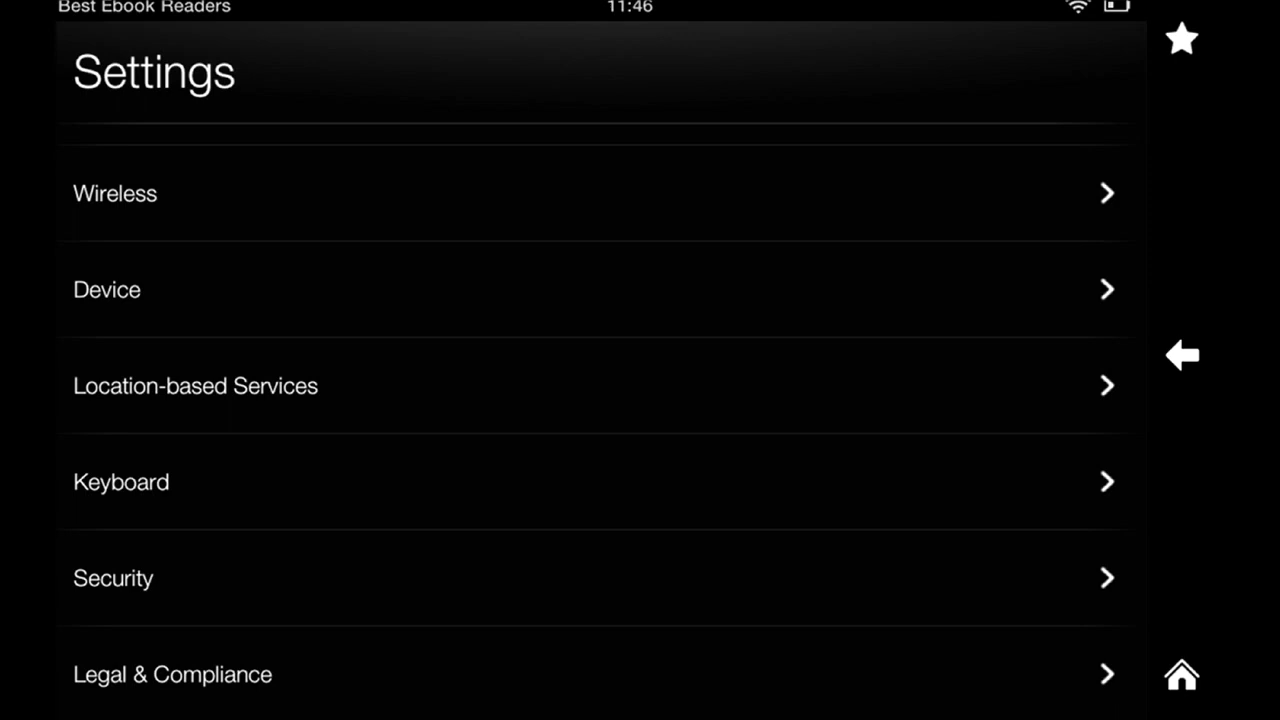 Best Ebook Readers
11:46
Settings
Wireless
Device
Location-based Services
Keyboard
Security
Legal & Compliance